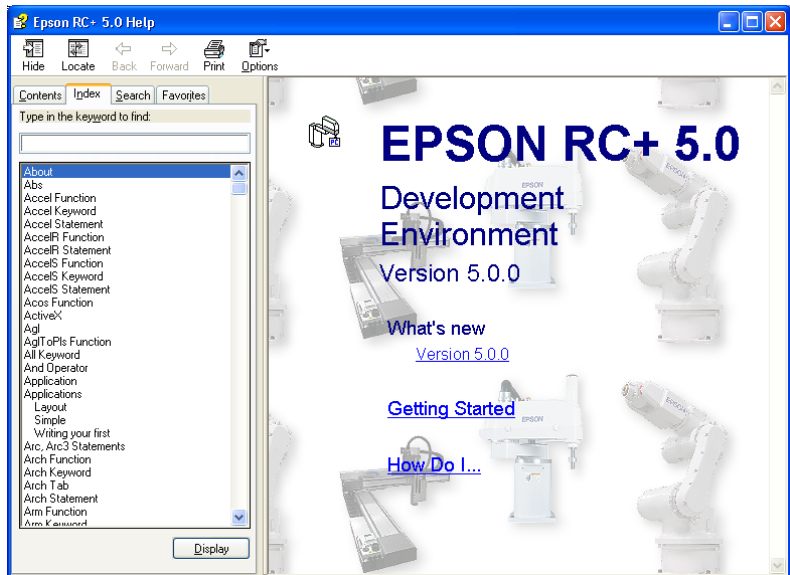 Epson RC+ 5.0 Help
Hide Locate Back Forward Print Options
Contents Index Search Favorites
Type in the keyword to find:
About
Abs
Accel Function
Accel Keyword
Accel Statement
AccelR Function
AccelR Statement
AccelS Function
AccelS Keyword
AccelS Statement
Acos Function
ActiveX
Agl
AglToPls Function
All Keyword
And Operator
Application
Applications
Layout
Simple
Writing your first
Arc, Arc3 Statements
Arch Function
Arch Keyword
Arch Tab
Arch Statement
Arm Function
Arm Keyword
Display
EPSON RC+ 5.0
Development
Environment
Version 5.0.0
What's new
Version 5.0.0
Getting Started
How Do I...
EPSON
EPSON